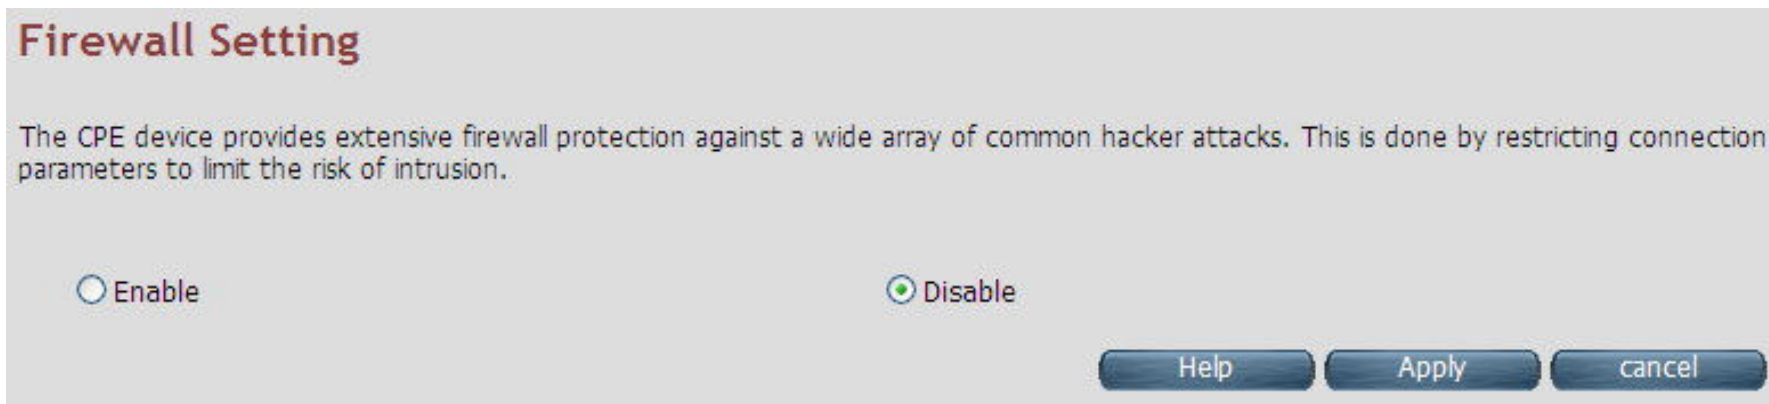 Firewall Setting
The CPE device provides extensive firewall protection against a wide array of common hacker attacks. This is done by restricting connection
parameters to limit the risk of intrusion.
Enable Disable
Help Apply cancel